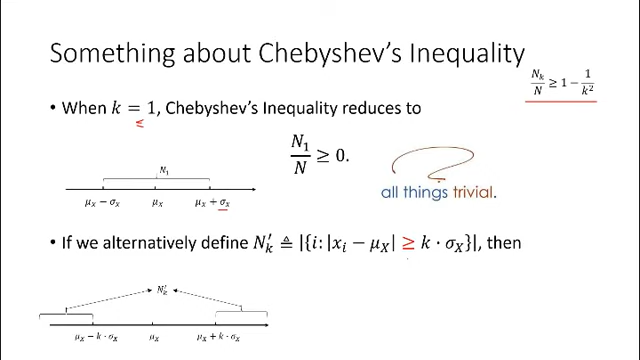 Something about Chebyshev's Inequality
N_k/N ≥ 1 − 1/k²
• When k = 1, Chebyshev's Inequality reduces to
≤
N₁/N ≥ 0.
N₁
all things trivial.
μ_X − σ_X μ_X μ_X + σ_X
• If we alternatively define N′_k ≜ |{i: |x_i − μ_X| ≥ k · σ_X}|, then
N′_k
μ_X − k · σ_X μ_X μ_X + k · σ_X